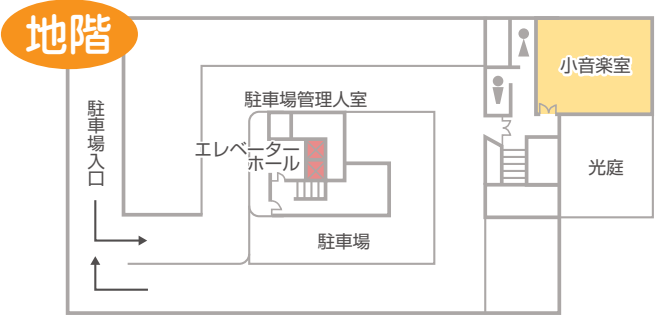 地階
小音楽室
駐車場管理人室
駐車場入口
エレベーター
ホール
光庭
駐車場